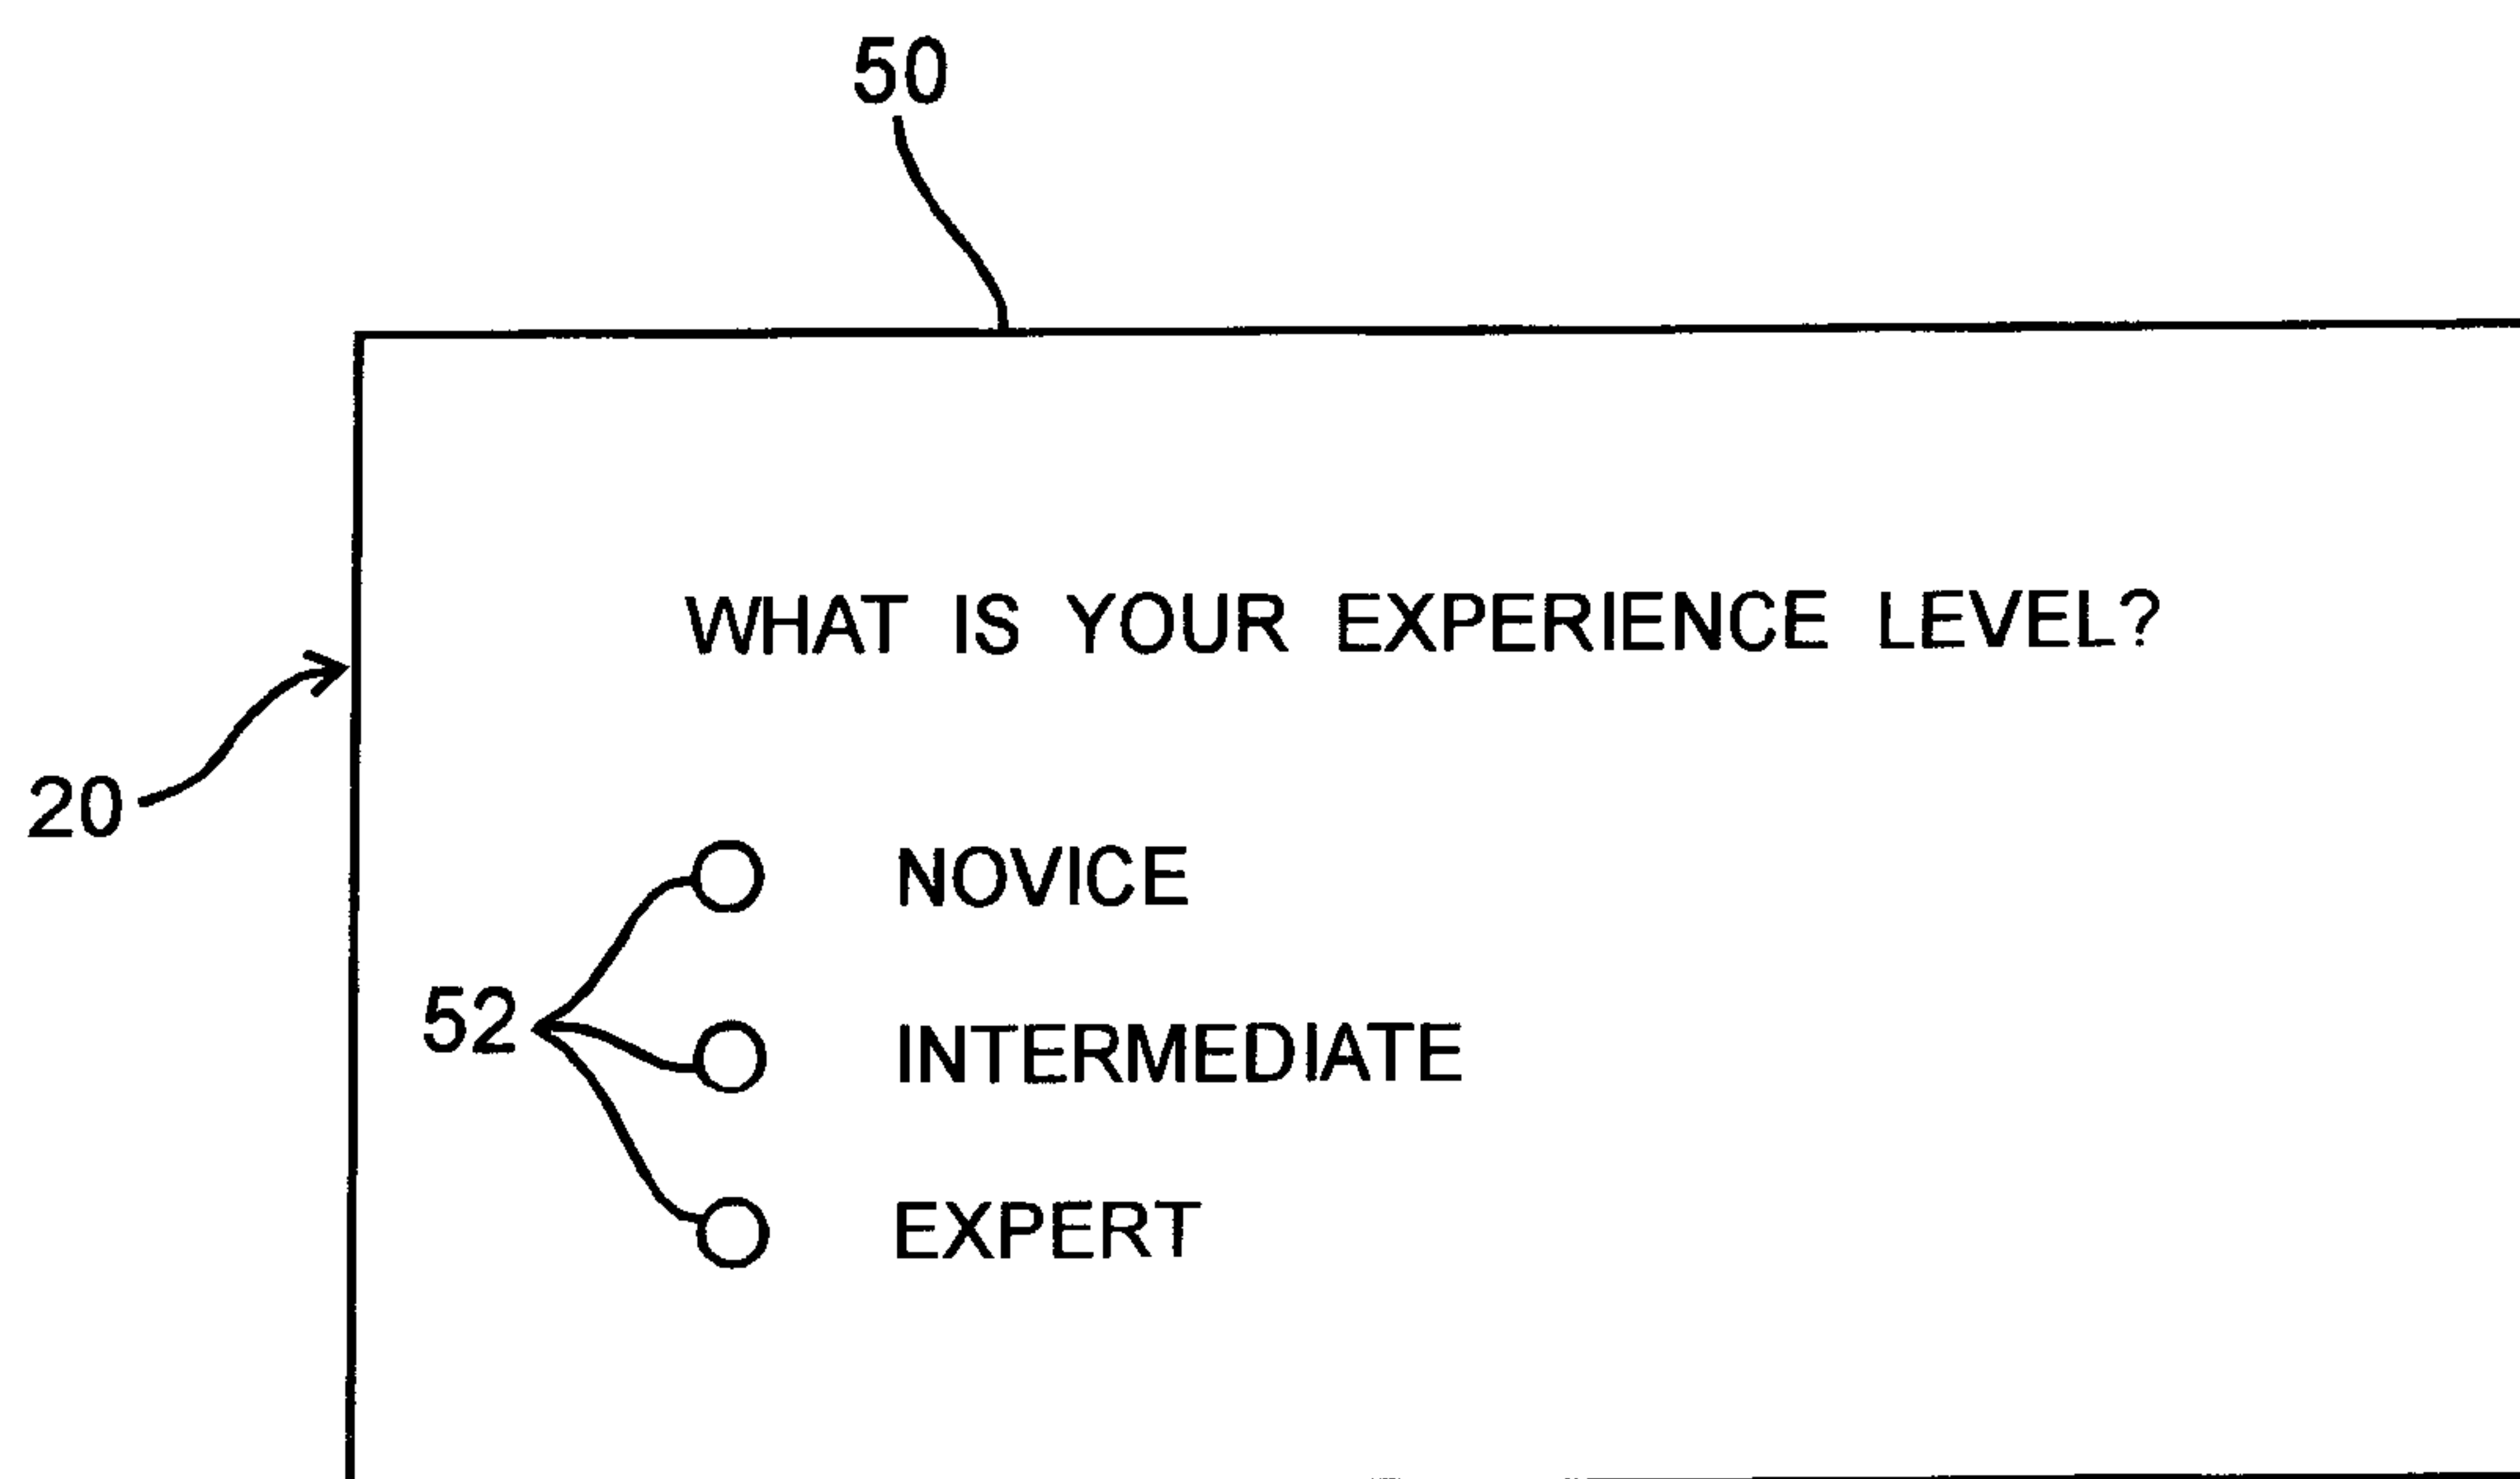 50
WHAT IS YOUR EXPERIENCE LEVEL?
20
NOVICE
52
INTERMEDIATE
EXPERT